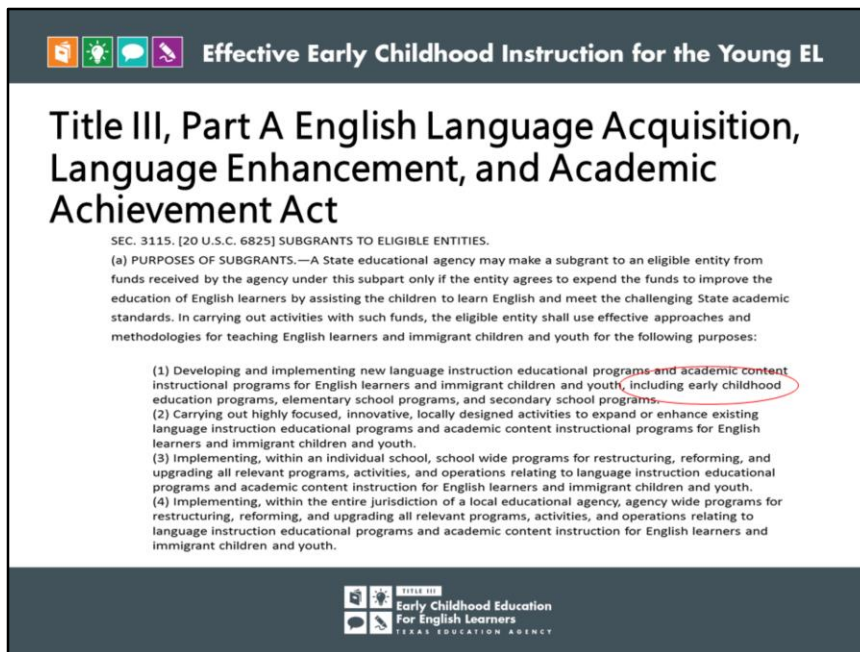 Effective Early Childhood Instruction for the Young EL
Title III, Part A English Language Acquisition,
Language Enhancement, and Academic
Achievement Act
SEC. 3115. [20 U.S.C. 6825] SUBGRANTS TO ELIGIBLE ENTITIES.
(a) PURPOSES OF SUBGRANTS.—A State educational agency may make a subgrant to an eligible entity from
funds received by the agency under this subpart only if the entity agrees to expend the funds to improve the
education of English learners by assisting the children to learn English and meet the challenging State academic
standards. In carrying out activities with such funds, the eligible entity shall use effective approaches and
methodologies for teaching English learners and immigrant children and youth for the following purposes:
(1) Developing and implementing new language instruction educational programs and academic content
instructional programs for English learners and immigrant children and youth, including early childhood
education programs, elementary school programs, and secondary school programs.
(2) Carrying out highly focused, innovative, locally designed activities to expand or enhance existing
language instruction educational programs and academic content instructional programs for English
learners and immigrant children and youth.
(3) Implementing, within an individual school, school wide programs for restructuring, reforming, and
upgrading all relevant programs, activities, and operations relating to language instruction educational
programs and academic content instruction for English learners and immigrant children and youth.
(4) Implementing, within the entire jurisdiction of a local educational agency, agency wide programs for
restructuring, reforming, and upgrading all relevant programs, activities, and operations relating to
language instruction educational programs and academic content instruction for English learners and
immigrant children and youth.
TITLE III
Early Childhood Education
For English Learners
TEXAS EDUCATION AGENCY